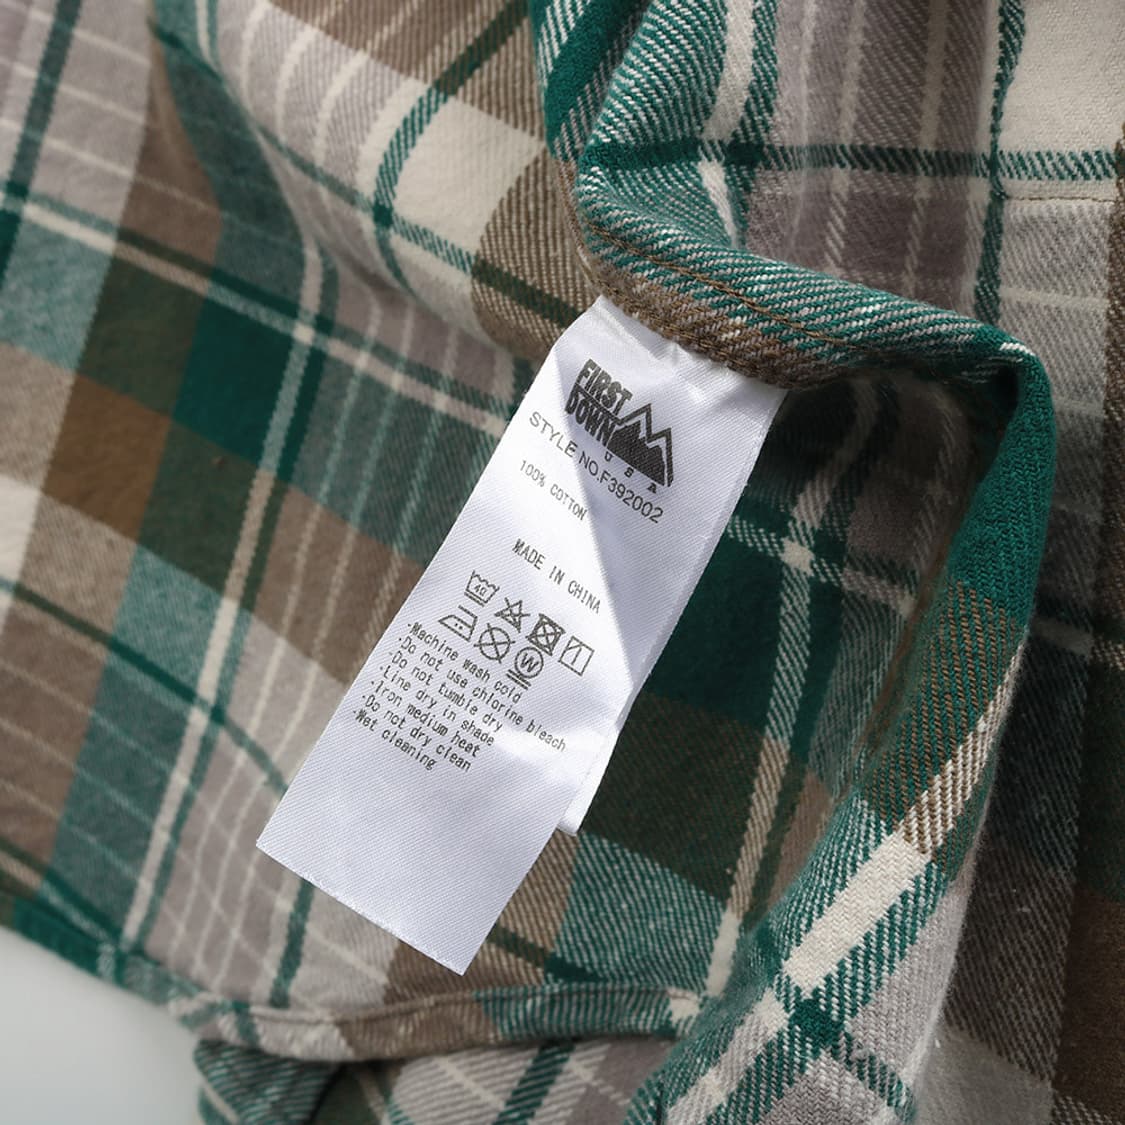 FIRST
DOWN
USA
STYLE NO.F392002
100% COTTON
MADE IN CHINA
40
W
·Machine wash cold
·Do not use chlorine bleach
·Do not tumble dry
·Line dry in shade
·Iron medium heat
·Do not dry clean
·Wet cleaning